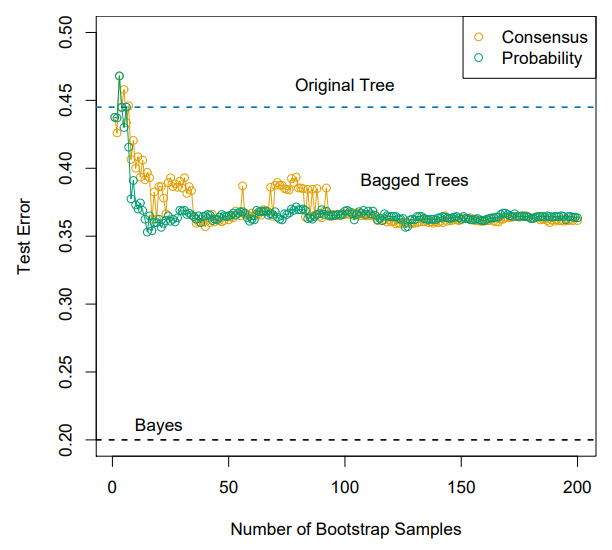 Consensus
Probability
Original Tree
Bagged Trees
Bayes
Test Error
0.50
0.45
0.40
0.35
0.30
0.25
0.20
0 50 100 150 200
Number of Bootstrap Samples